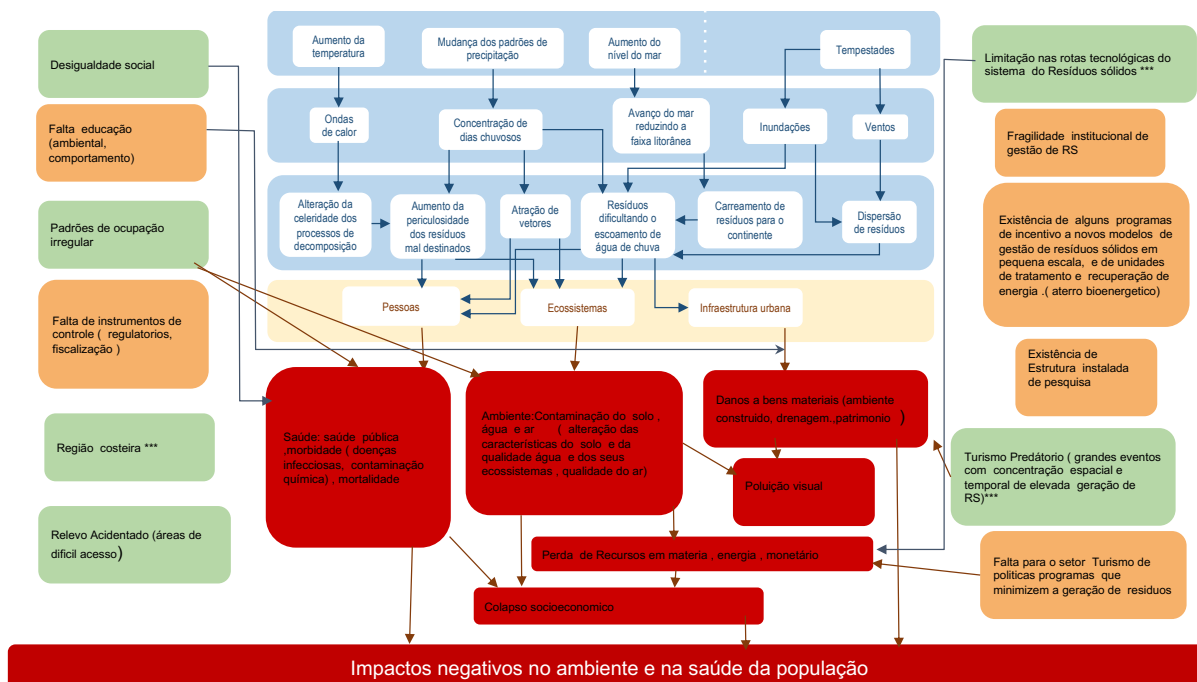 Desigualdade social
Falta educação
(ambiental,
comportamento)
Padrões de ocupação
irregular
Falta de instrumentos de
controle ( regulatorios,
fiscalização )
Região costeira ***
Relevo Acidentado (áreas de
dificil acesso)
Aumento da
temperatura
Mudança dos padrões de
precipitação
Aumento do
nível do mar
Tempestades
Ondas
de calor
Concentração de
dias chuvosos
Avanço do mar
reduzindo a
faixa litorânea
Inundações
Ventos
Alteração da
celeridade dos
processos de
decomposição
Aumento da
periculosidade
dos resíduos
mal destinados
Atração de
vetores
Resíduos
dificultando o
escoamento de
água de chuva
Carreamento de
resíduos para o
continente
Dispersão
de resíduos
Pessoas
Ecossistemas
Infraestrutura urbana
Saúde: saúde pública
,morbidade ( doenças
infecciosas, contaminação
química) , mortalidade
Ambiente:Contaminação do solo ,
água e ar ( alteração das
características do solo e da
qualidade água e dos seus
ecossistemas , qualidade do ar)
Danos a bens materiais (ambiente
construido, drenagem.,patrimonio )
Poluição visual
Perda de Recursos em materia , energia , monetário
Colapso socioeconomico
Impactos negativos no ambiente e na saúde da população
Limitação nas rotas tecnológicas do
sistema do Resíduos sólidos ***
Fragilidade institucional de
gestão de RS
Existência de alguns programas
de incentivo a novos modelos de
gestão de resíduos sólidos em
pequena escala, e de unidades
de tratamento e recuperação de
energia .( aterro bioenergetico)
Existência de
Estrutura instalada
de pesquisa
Turismo Predátorio ( grandes eventos
com concentração espacial e
temporal de elevada geração de
RS)***
Falta para o setor Turismo de
politicas programas que
minimizem a geração de residuos